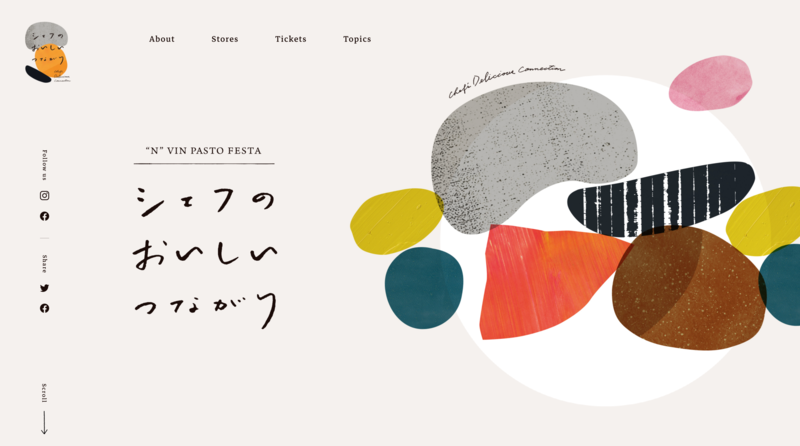 シェフの
おいしい
つながり
About
Stores
Tickets
Topics
Chef's Delicious Connection
“N” VIN PASTO FESTA
シェフの
おいしい
つながり
Follow us
Share
Scroll